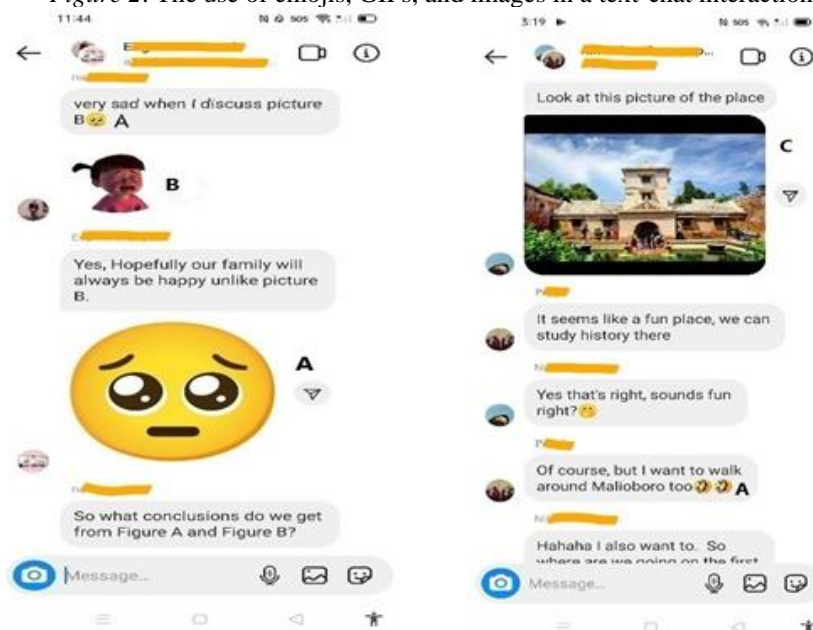 Figure 2. The use of emojis, GIFs, and images in a text-chat interaction
11:44
SOS
very sad when I discuss picture
B🥺 A
B
Yes, Hopefully our family will
always be happy unlike picture
B.
A
So what conclusions do we get
from Figure A and Figure B?
Message...
3:19
SOS
Look at this picture of the place
C
It seems like a fun place, we can
study history there
Yes that's right, sounds fun
right?🤭
Of course, but I want to walk
around Malioboro too🤣🤣A
Hahaha I also want to. So
where are we going on the first
Message...